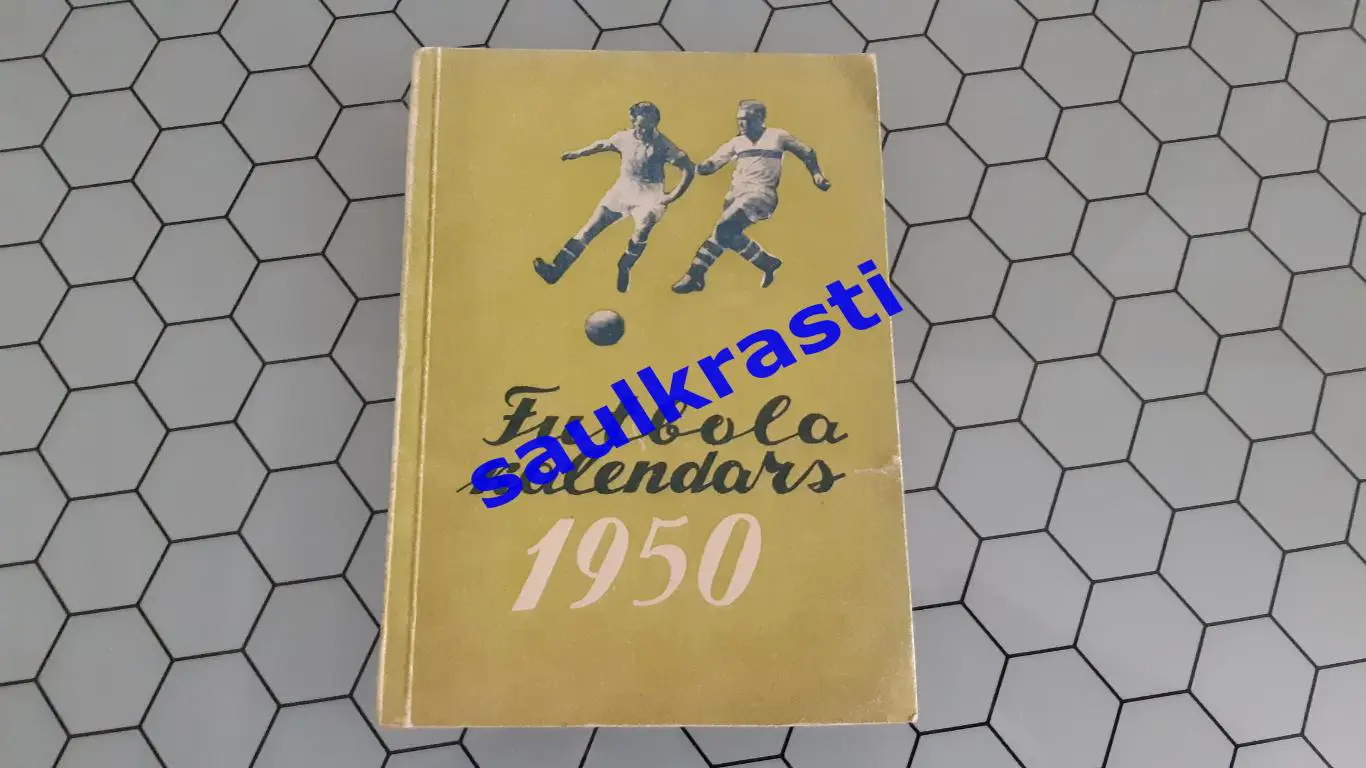 Futbola
kalendars
1950
saulkrasti